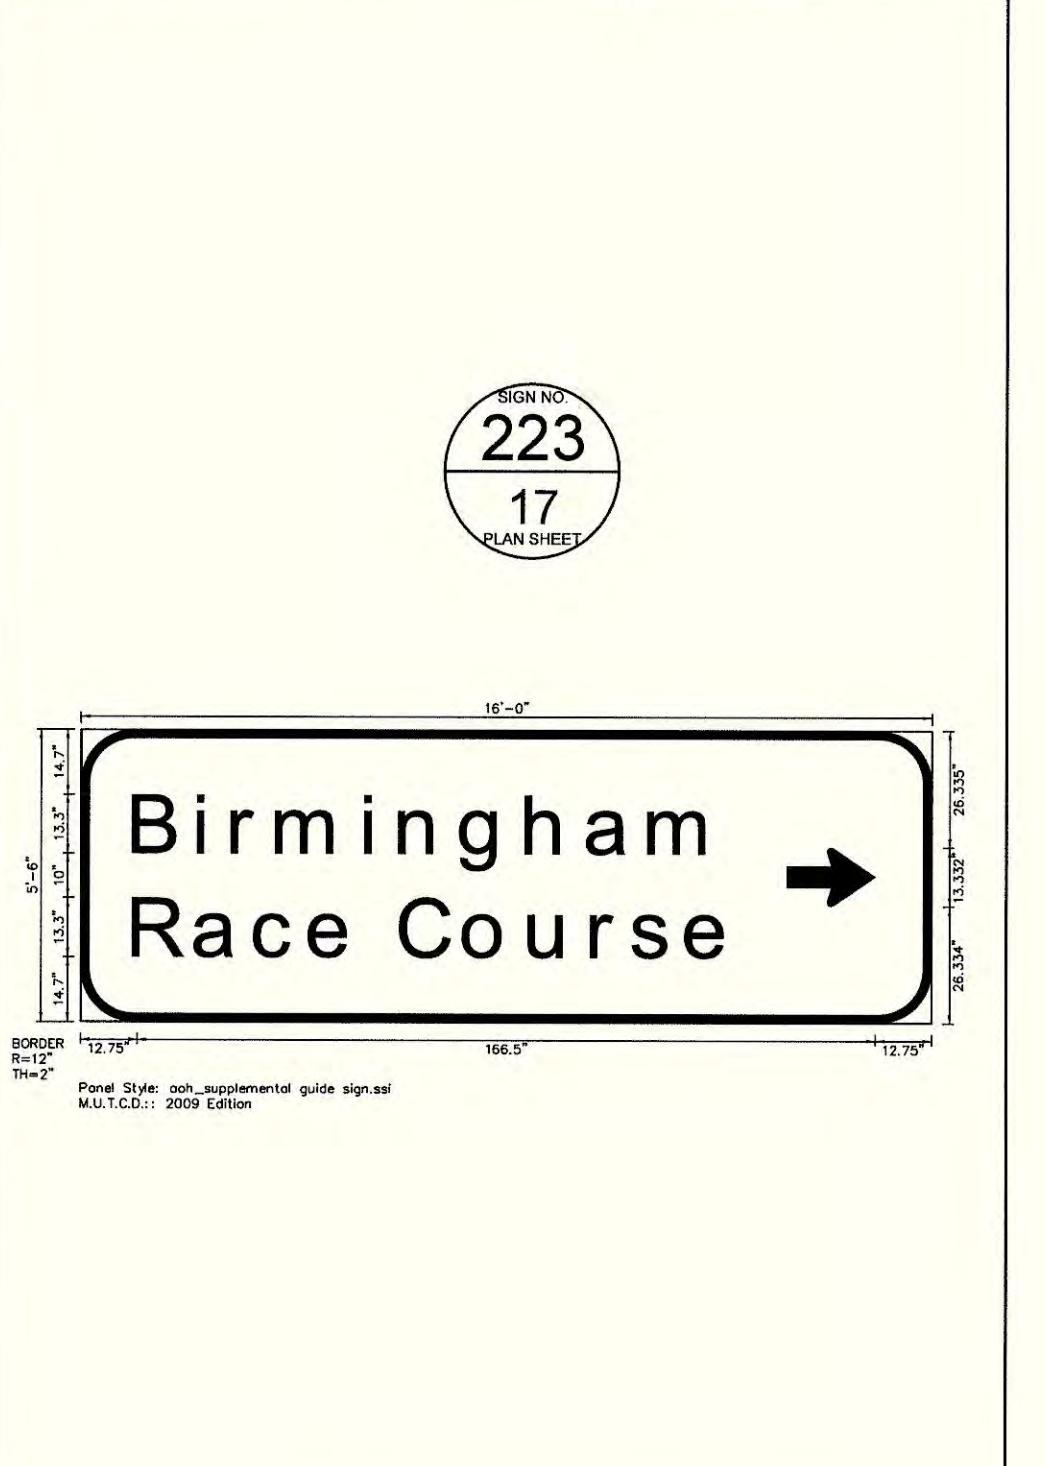 SIGN NO.
223
17
PLAN SHEET
16'-0"
5'-6"
14.7"
13.3"
10"
13.3"
14.7"
Birmingham
Race Course
26.335"
13.332"
26.334"
BORDER
R=12"
TH=2"
12.75"
166.5"
12.75"
Panel Style: aoh_supplemental guide sign.ssi
M.U.T.C.D.:: 2009 Edition